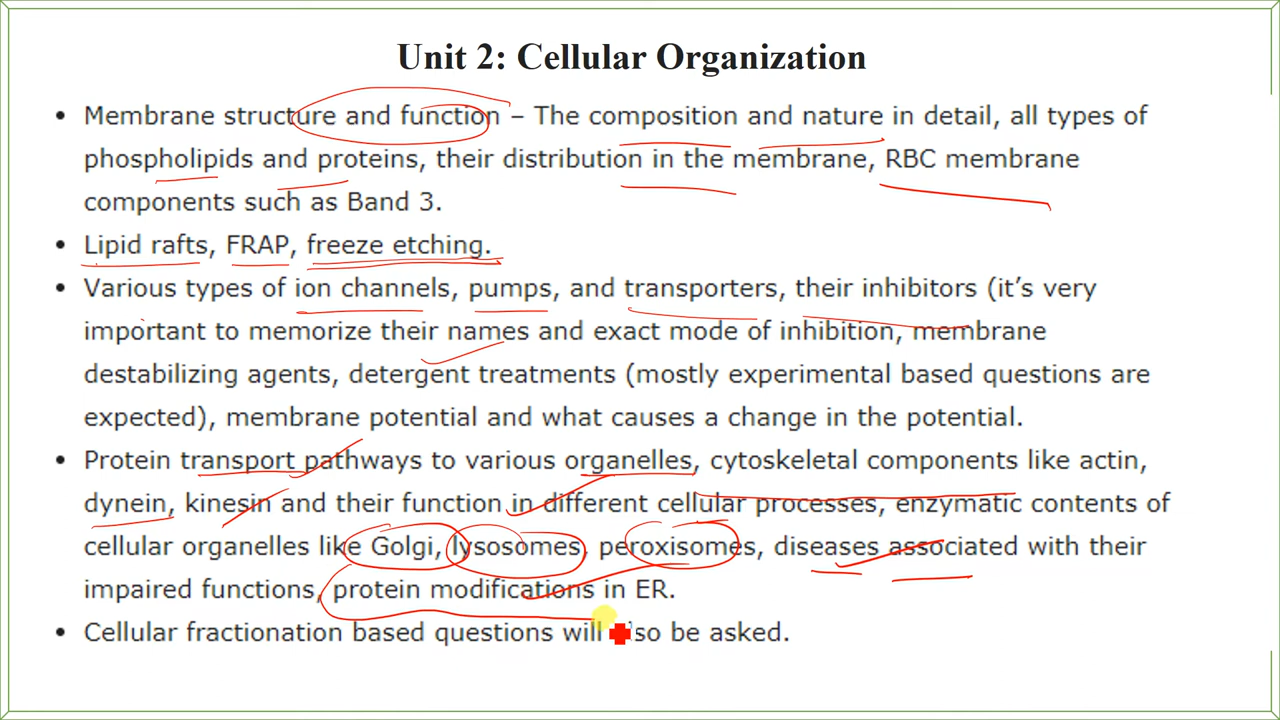 Unit 2: Cellular Organization
• Membrane structure and function – The composition and nature in detail, all types of
phospholipids and proteins, their distribution in the membrane, RBC membrane
components such as Band 3.
• Lipid rafts, FRAP, freeze etching.
• Various types of ion channels, pumps, and transporters, their inhibitors (it's very
important to memorize their names and exact mode of inhibition, membrane
destabilizing agents, detergent treatments (mostly experimental based questions are
expected), membrane potential and what causes a change in the potential.
• Protein transport pathways to various organelles, cytoskeletal components like actin,
dynein, kinesin and their function in different cellular processes, enzymatic contents of
cellular organelles like Golgi, lysosomes, peroxisomes, diseases associated with their
impaired functions, protein modifications in ER.
• Cellular fractionation based questions will also be asked.